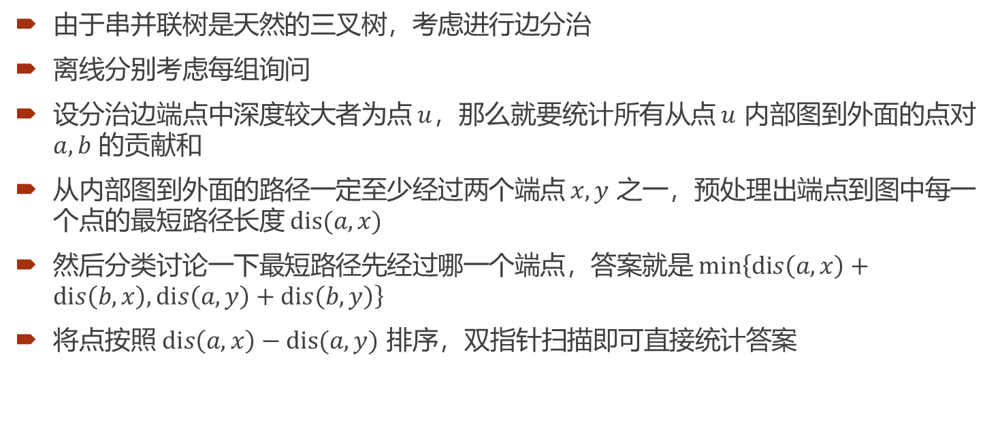 由于串并联树是天然的三叉树，考虑进行边分治
离线分别考虑每组询问
设分治边端点中深度较大者为点 u，那么就要统计所有从点 u 内部图到外面的点对
a, b 的贡献和
从内部图到外面的路径一定至少经过两个端点 x, y 之一，预处理出端点到图中每一
个点的最短路径长度 dis(a, x)
然后分类讨论一下最短路径先经过哪一个端点，答案就是 min{dis(a, x) +
dis(b, x), dis(a, y) + dis(b, y)}
将点按照 dis(a, x) − dis(a, y) 排序，双指针扫描即可直接统计答案